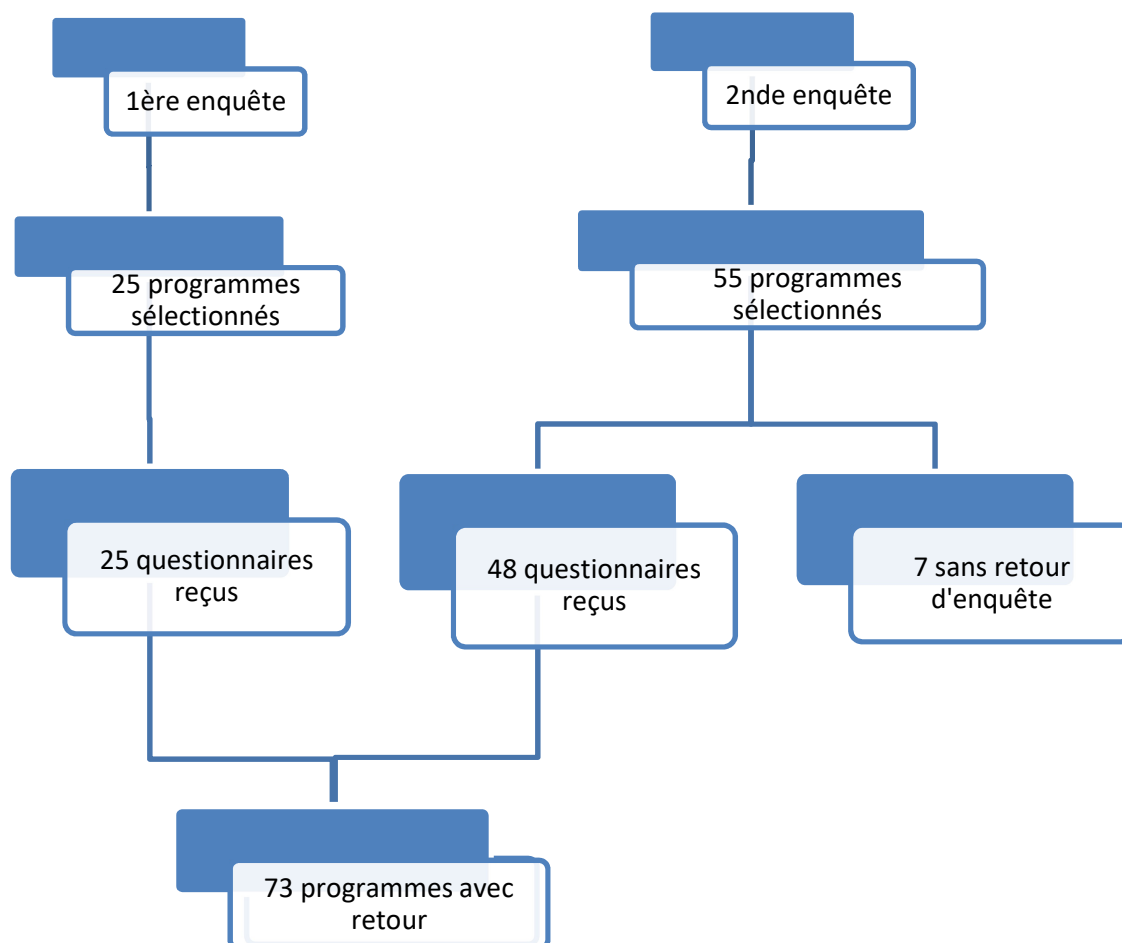 1ère enquête
2nde enquête
25 programmes
sélectionnés
55 programmes
sélectionnés
25 questionnaires
reçus
48 questionnaires
reçus
7 sans retour
d'enquête
73 programmes avec
retour